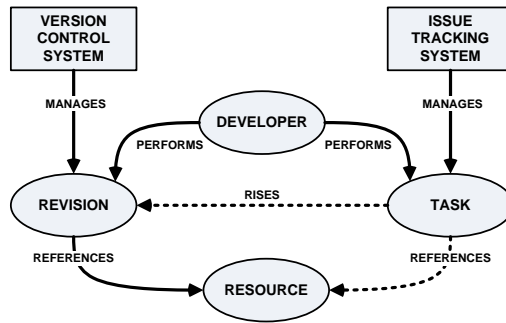 VERSION
CONTROL
SYSTEM
ISSUE
TRACKING
SYSTEM
MANAGES
MANAGES
DEVELOPER
PERFORMS
PERFORMS
REVISION
RISES
TASK
REFERENCES
REFERENCES
RESOURCE